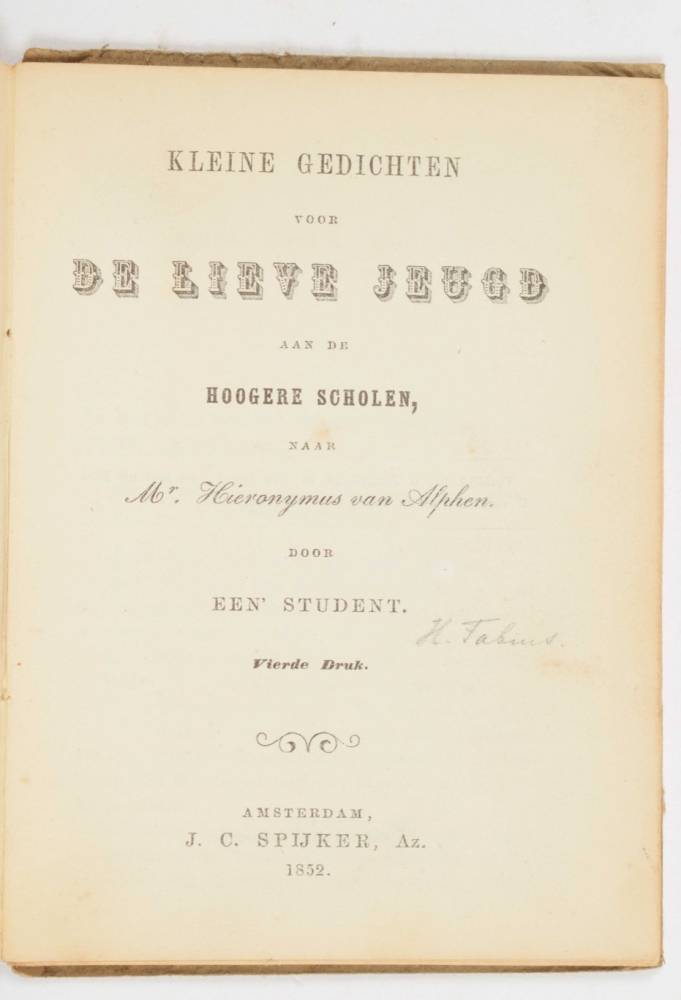 KLEINE GEDICHTEN
VOOR
DE LIEVE JEUGD
AAN DE
HOOGERE SCHOLEN,
NAAR
Mr. Hieronymus van Alphen.
DOOR
EEN' STUDENT.
H.
Vierde Druk.
AMSTERDAM,
J. C. SPIJKER, Az.
1852.